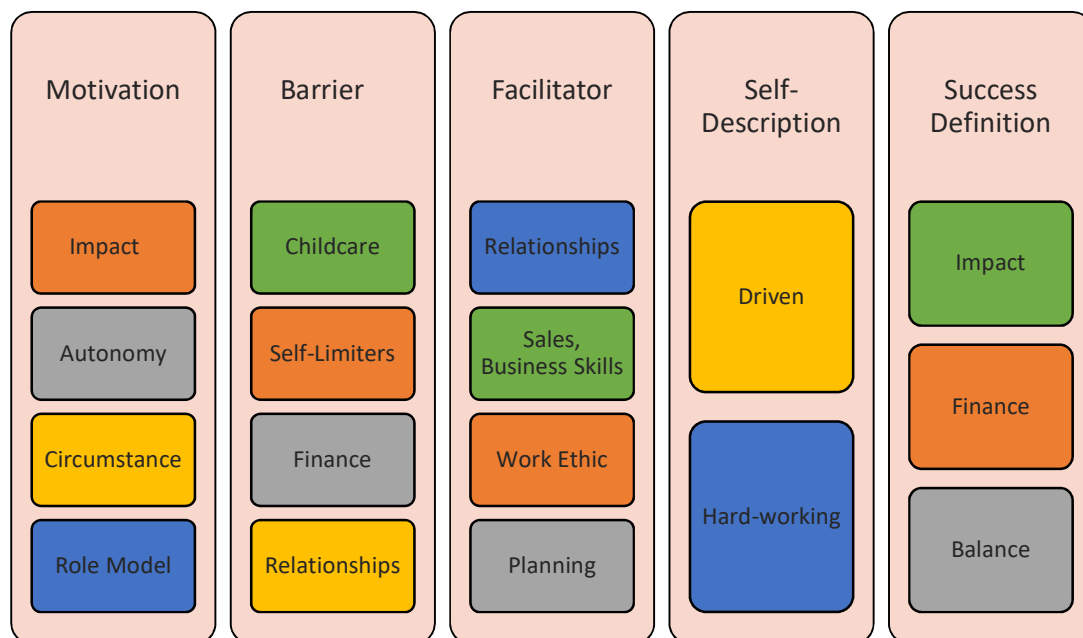 Motivation
Impact
Autonomy
Circumstance
Role Model
Barrier
Childcare
Self-Limiters
Finance
Relationships
Facilitator
Relationships
Sales,
Business Skills
Work Ethic
Planning
Self-
Description
Driven
Hard-working
Success
Definition
Impact
Finance
Balance